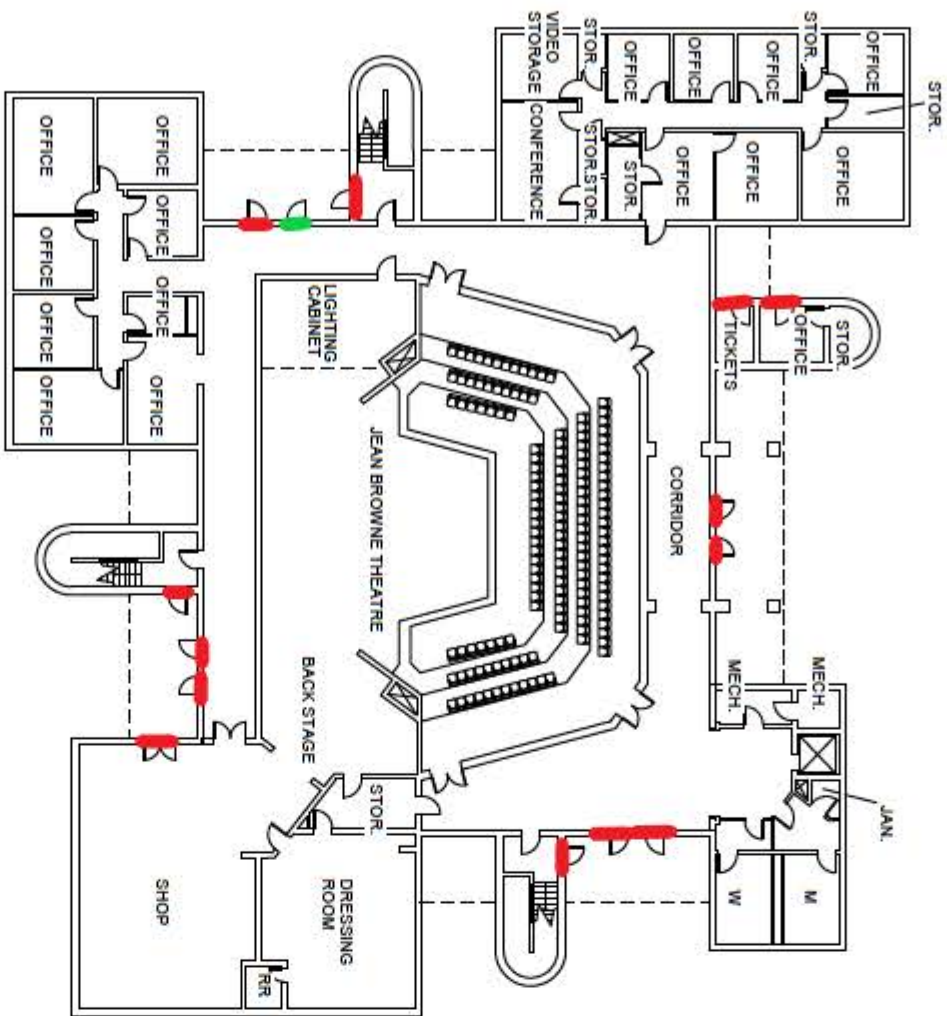 VIDEO
STORAGE
STOR.
OFFICE
OFFICE
OFFICE
STOR.
OFFICE
STOR.
CONFERENCE
STOR.
STOR.
STOR.
STOR.
OFFICE
OFFICE
OFFICE
OFFICE
OFFICE
OFFICE
OFFICE
OFFICE
OFFICE
OFFICE
OFFICE
LIGHTING
CABINET
TICKETS
OFFICE
STOR.
JEAN BROWNE THEATRE
CORRIDOR
MECH.
MECH.
BACK STAGE
STOR.
JAN.
SHOP
DRESSING
ROOM
RR
W
M